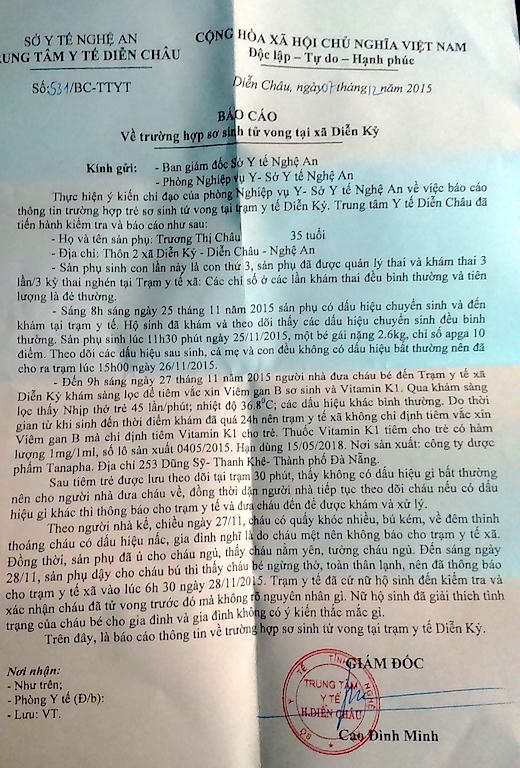 SỞ Y TẾ NGHỆ AN
TRUNG TÂM Y TẾ DIỄN CHÂU
Số:531/BC-TTYT
CỘNG HÒA XÃ HỘI CHỦ NGHĨA VIỆT NAM
Độc lập – Tự do – Hạnh phúc
Diễn Châu, ngày 07 tháng 12 năm 2015
BÁO CÁO
Về trường hợp sơ sinh tử vong tại xã Diễn Kỷ
Kính gửi: - Ban giám đốc Sở Y tế Nghệ An
- Phòng Nghiệp vụ Y- Sở Y tế Nghệ An
Thực hiện ý kiến chỉ đạo của phòng Nghiệp vụ Y- Sở Y tế Nghệ An về việc báo cáo
thông tin trường hợp trẻ sơ sinh tử vong tại trạm y tế Diễn Kỷ. Trung tâm Y tế Diễn Châu đã
tiến hành kiểm tra và báo cáo như sau:
- Họ và tên sản phụ: Trương Thị Châu 35 tuổi
- Địa chỉ: Thôn 2 xã Diễn Kỷ - Diễn Châu - Nghệ An
- Sản phụ sinh con lần này là con thứ 3, sản phụ đã được quản lý thai và khám thai 3
lần/3 kỳ thai nghén tại Trạm y tế xã: Các chỉ số ở các lần khám thai đều bình thường và tiên
lượng là đẻ thường.
- Sáng 8h sáng ngày 25 tháng 11 năm 2015 sản phụ có dấu hiệu chuyển sinh và đến
khám tại trạm y tế. Hộ sinh đã khám và theo dõi thấy các dấu hiệu chuyển sinh đều bình
thường. Sản phụ sinh lúc 11h30 phút ngày 25/11/2015, một bé gái nặng 2.6kg, chỉ số apga 10
điểm. Theo dõi các dấu hiệu sau sinh, cả mẹ và con đều không có dấu hiệu bất thường nên đã
cho ra trạm lúc 15h00 ngày 26/11/2015.
- Đến 9h sáng ngày 27 tháng 11 năm 2015 người nhà đưa cháu bé đến Trạm y tế xã
Diễn Kỷ khám sàng lọc để tiêm vắc xin Viêm gan B sơ sinh và Vitamin K1. Qua khám sàng
lọc thấy Nhịp thở trẻ 45 lần/phút; nhiệt độ 36.8⁰C; các dấu hiệu khác bình thường. Do thời
gian từ khi sinh đến thời điểm khám đã quá 24h nên trạm y tế xã không chỉ định tiêm vắc xin
Viêm gan B mà chỉ định tiêm Vitamin K1 cho trẻ. Thuốc Vitamin K1 tiêm cho trẻ có hàm
lượng 1mg/1ml, số lô sản xuất 0405/2015. Hạn dùng 15/05/2018. Nơi sản xuất: công ty dược
phẩm Tanapha. Địa chỉ 253 Dũng Sỹ- Thanh Khê- Thành phố Đà Nẵng.
Sau tiêm trẻ được lưu theo dõi tại trạm 30 phút, thấy không có dấu hiệu gì bất thường
nên cho người nhà đưa cháu về, đồng thời dặn người nhà tiếp tục theo dõi cháu nếu có dấu
hiệu gì khác thì thông báo cho trạm y tế và đưa cháu đến để được khám và xử lý.
Theo người nhà kể, chiều ngày 27/11, cháu có quấy khóc nhiều, bú kém, về đêm thỉnh
thoảng cháu có dấu hiệu nấc, gia đình nghĩ là do cháu mệt nên không báo cho trạm y tế xã.
Đồng thời, sản phụ đã ủ cho cháu ngủ, thấy cháu nằm yên, tưởng cháu ngủ. Đến sáng ngày
28/11, sản phụ dậy cho cháu bú thì thấy cháu bé ngừng thở, toàn thân lạnh, nên đã thông báo
cho trạm y tế xã vào lúc 6h 30 ngày 28/11/2015. Trạm y tế đã cử nữ hộ sinh đến kiểm tra và
xác nhận cháu đã tử vong trước đó mà không rõ nguyên nhân gì. Nữ hộ sinh đã giải thích tình
trạng của cháu bé cho gia đình và gia đình không có ý kiến thắc mắc gì.
Trên đây, là báo cáo thông tin về trường hợp sơ sinh tử vong tại trạm y tế Diễn Kỷ.
Nơi nhận:
- Như trên;
- Phòng Y tế (Đ/b):
- Lưu: VT.
GIÁM ĐỐC
SỞ Y TẾ TỈNH NGHỆ
TRUNG TÂM
Y TẾ
H.DIỄN CHÂU
Cao Đình Minh